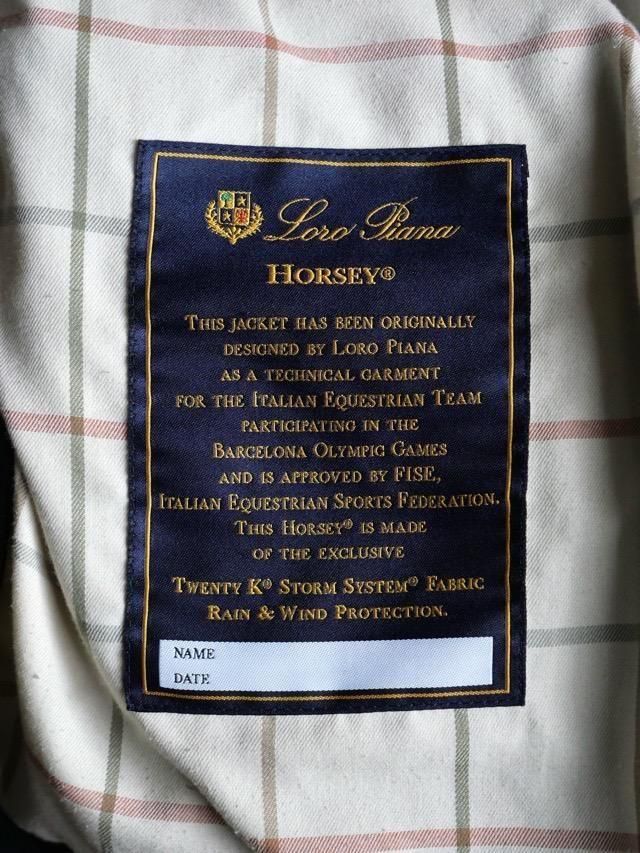 Loro Piana
HORSEY®
THIS JACKET HAS BEEN ORIGINALLY
DESIGNED BY LORO PIANA
AS A TECHNICAL GARMENT
FOR THE ITALIAN EQUESTRIAN TEAM
PARTICIPATING IN THE
BARCELONA OLYMPIC GAMES
AND IS APPROVED BY FISE,
ITALIAN EQUESTRIAN SPORTS FEDERATION.
THIS HORSEY® IS MADE
OF THE EXCLUSIVE
TWENTY K® STORM SYSTEM® FABRIC
RAIN & WIND PROTECTION.
NAME
DATE